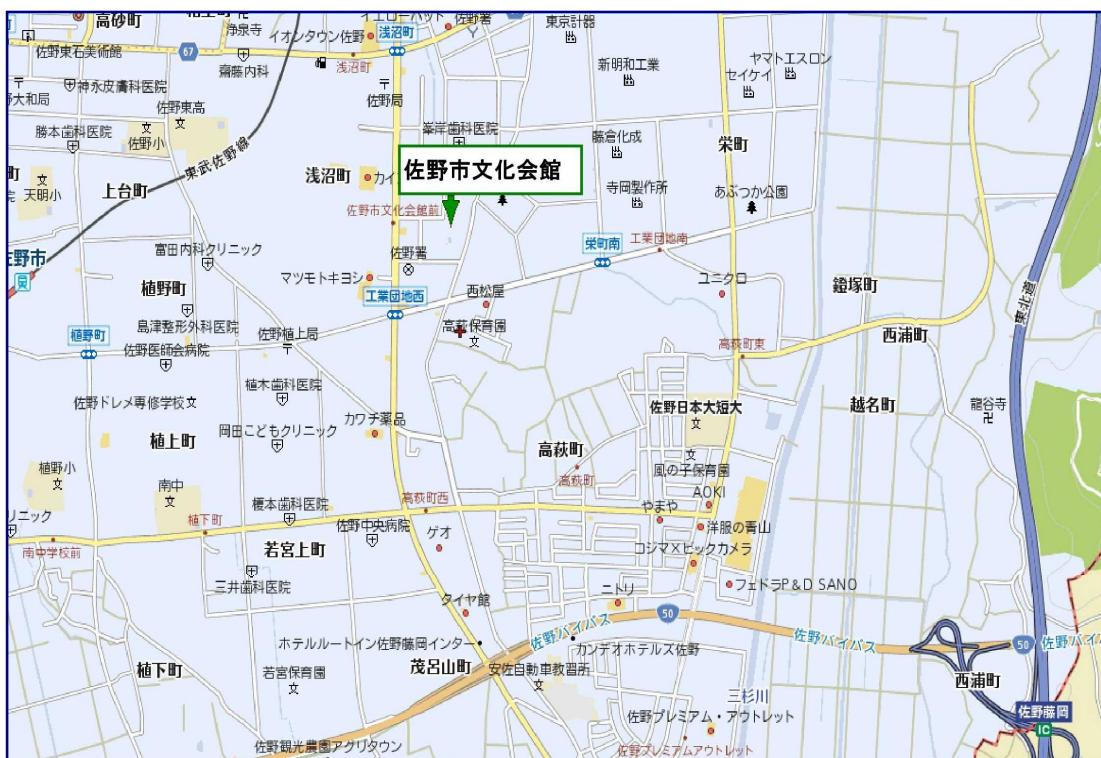 高砂町
佐野東石美術館
67
浄泉寺
イオンタウン佐野
イエローハット
佐野署
浅沼町
東京計器
齋藤内科
浅沼町
新明和工業
ヤマトエスロン
セイケイ
神永皮膚科医院
佐野局
佐野東高
勝本歯科医院
佐野小
峯岸歯科医院
藤倉化成
栄町
東武佐野線
浅沼町
佐野市文化会館
天明小
上台町
寺岡製作所
あぶつか公園
佐野市文化会館前
富田内科クリニック
佐野署
栄町南
工業団地南
マツモトキヨシ
ユニクロ
鐙塚町
東北道
植野町
工業団地西
西松屋
島津整形外科医院
佐野植上局
高萩保育園
西浦町
植野町
佐野医師会病院
高萩町東
植木歯科医院
佐野ドレメ専修学校
佐野日本大短大
越名町
龍谷寺
カワチ薬品
岡田こどもクリニック
植上町
高萩町
植野小
風の子保育園
高萩町
南中
AOKI
高萩町西
榎本歯科医院
やまや
リニック
植下町
佐野中央病院
ゲオ
洋服の青山
南中学校前
若宮上町
コジマ×ビックカメラ
三井歯科医院
フェドラP&D SANO
ニトリ
タイヤ館
50
佐野バイパス
佐野バイパス
50
ホテルルートイン佐野藤岡インター
カンデオホテルズ佐野
植下町
若宮保育園
茂呂山町
安佐自動車教習所
西浦町
三杉川
佐野プレミアム・アウトレット
佐野藤岡
IC
佐野観光農園アグリタウン
佐野プレミアムアウトレット